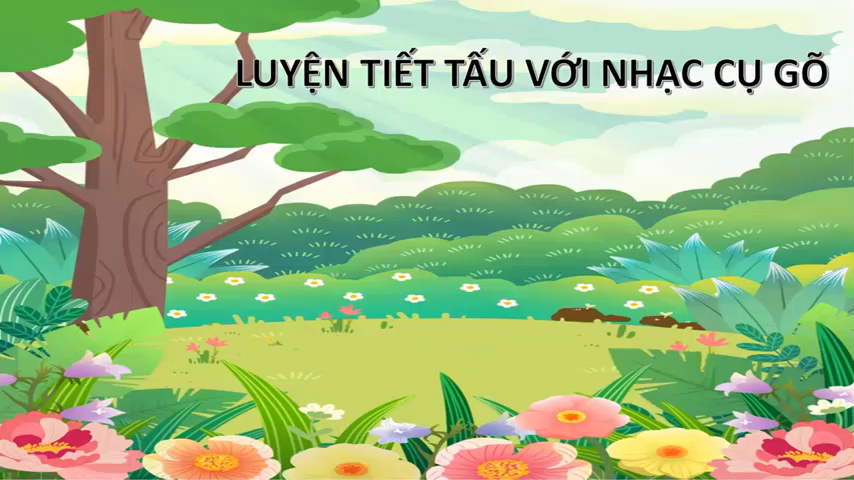 LUYỆN TIẾT TẤU VỚI NHẠC CỤ GÕ